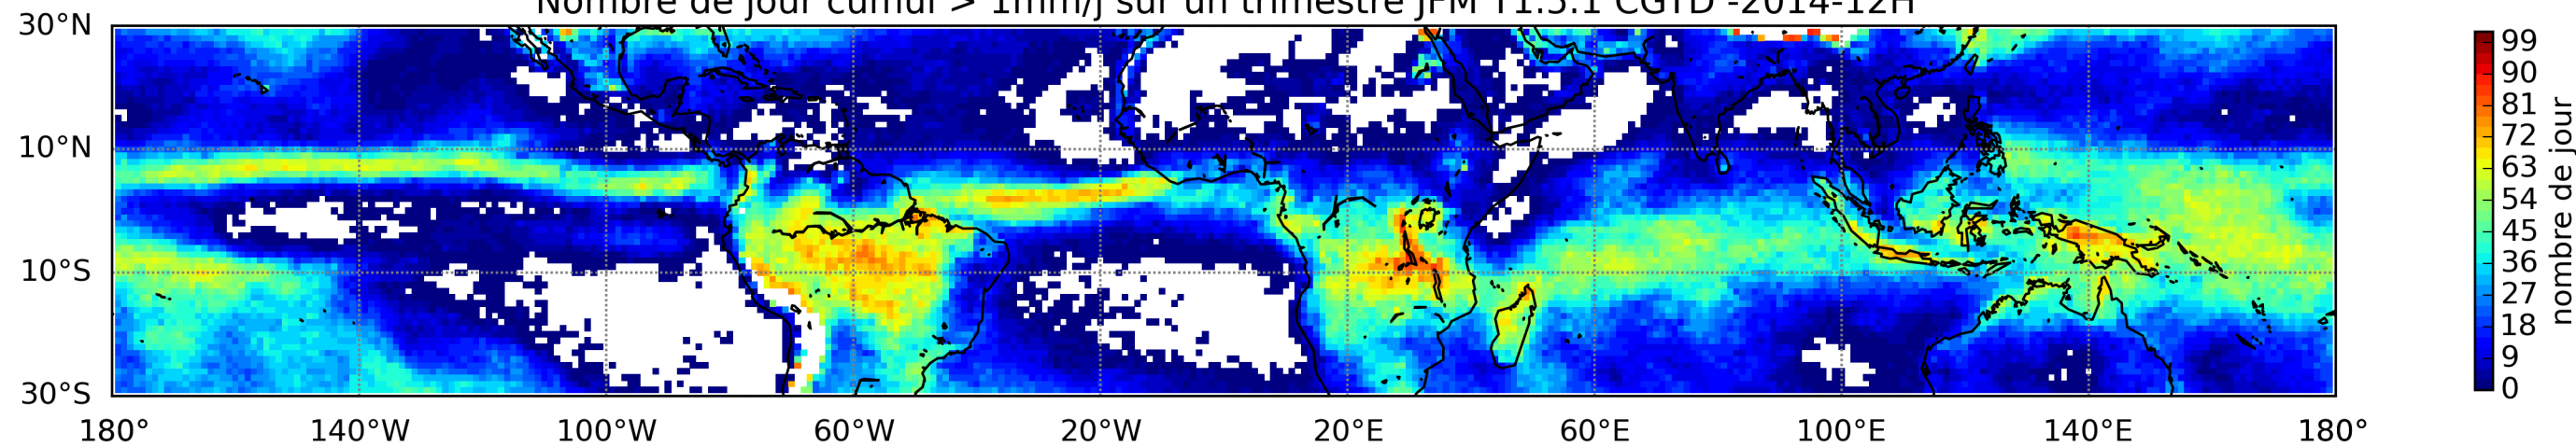 Nombre de jour cumul > 1mm/j sur un trimestre JFM T1.5.1 CGTD -2014-12H
30°N
10°N
10°S
30°S
180° 140°W 100°W 60°W 20°W 20°E 60°E 100°E 140°E 180°
99
90
81
72
63
54
45
36
27
18
9
0
nombre de jour